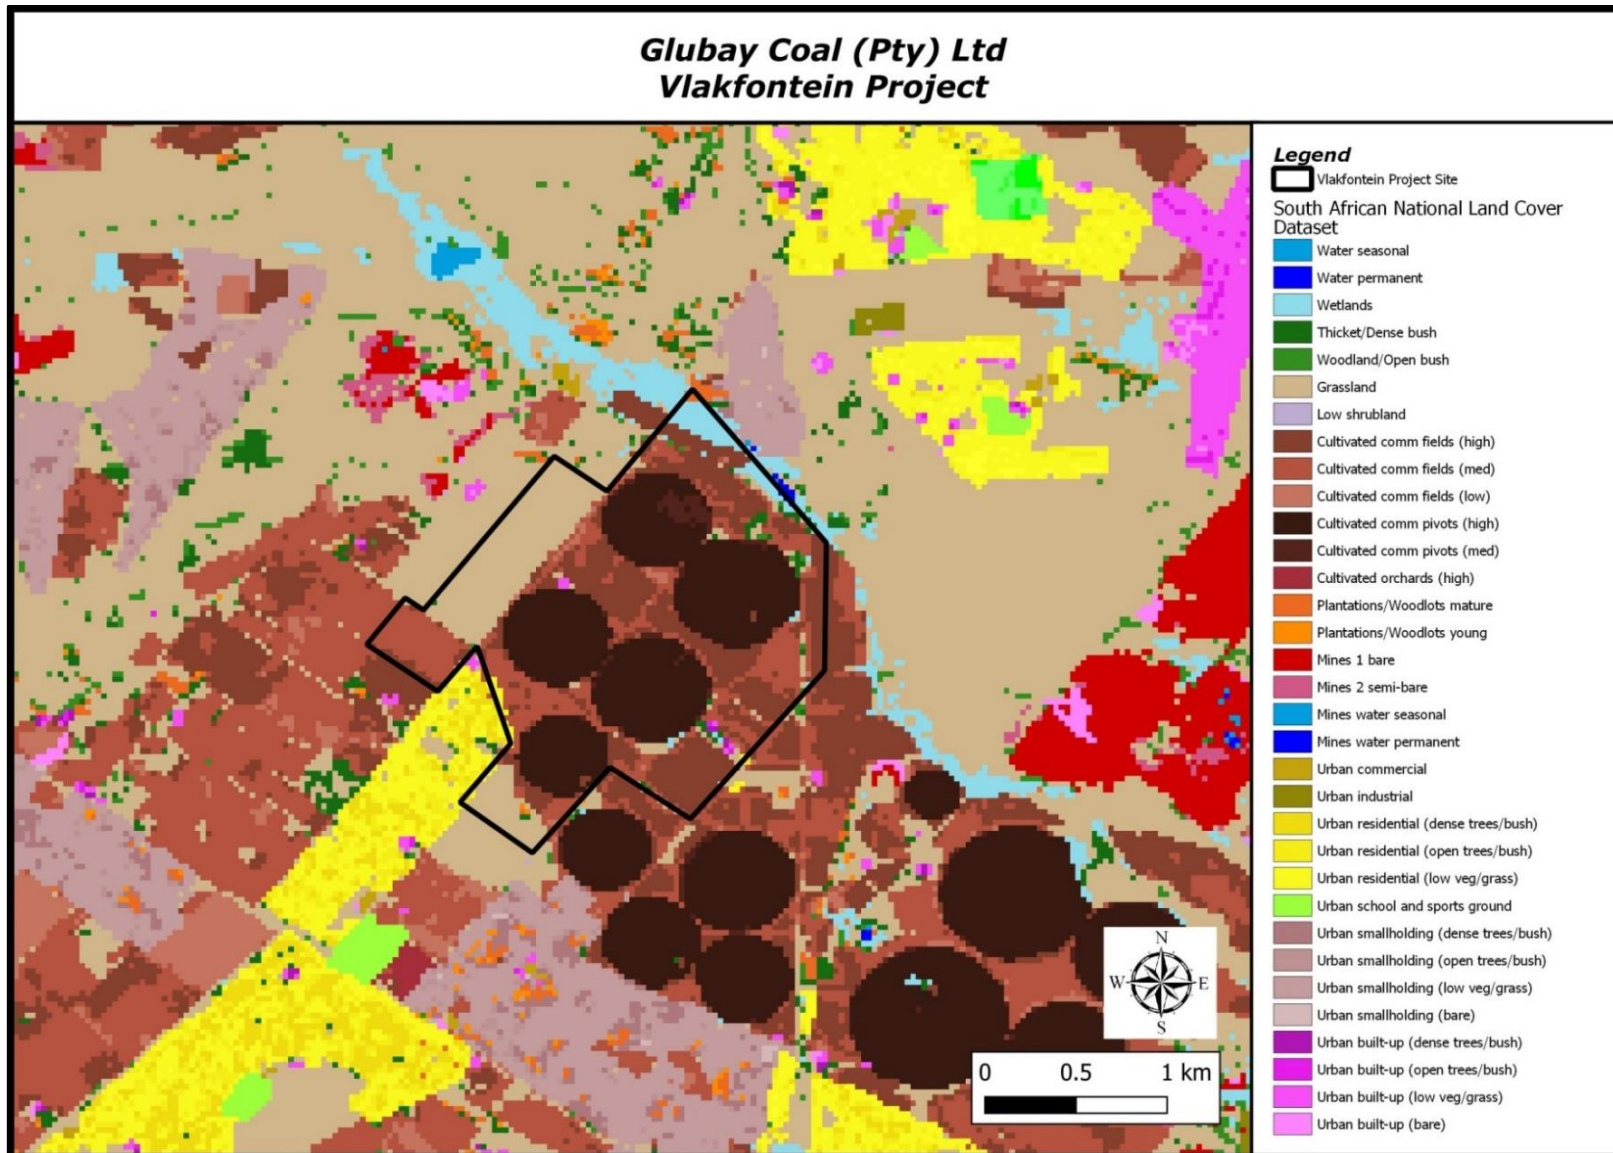 Glubay Coal (Pty) Ltd
Vlakfontein Project
Legend
Vlakfontein Project Site
South African National Land Cover
Dataset
Water seasonal
Water permanent
Wetlands
Thicket/Dense bush
Woodland/Open bush
Grassland
Low shrubland
Cultivated comm fields (high)
Cultivated comm fields (med)
Cultivated comm fields (low)
Cultivated comm pivots (high)
Cultivated comm pivots (med)
Cultivated orchards (high)
Plantations/Woodlots mature
Plantations/Woodlots young
Mines 1 bare
Mines 2 semi-bare
Mines water seasonal
Mines water permanent
Urban commercial
Urban industrial
Urban residential (dense trees/bush)
Urban residential (open trees/bush)
Urban residential (low veg/grass)
Urban school and sports ground
Urban smallholding (dense trees/bush)
Urban smallholding (open trees/bush)
Urban smallholding (low veg/grass)
Urban smallholding (bare)
Urban built-up (dense trees/bush)
Urban built-up (open trees/bush)
Urban built-up (low veg/grass)
Urban built-up (bare)
N
W E
S
0 0.5 1 km